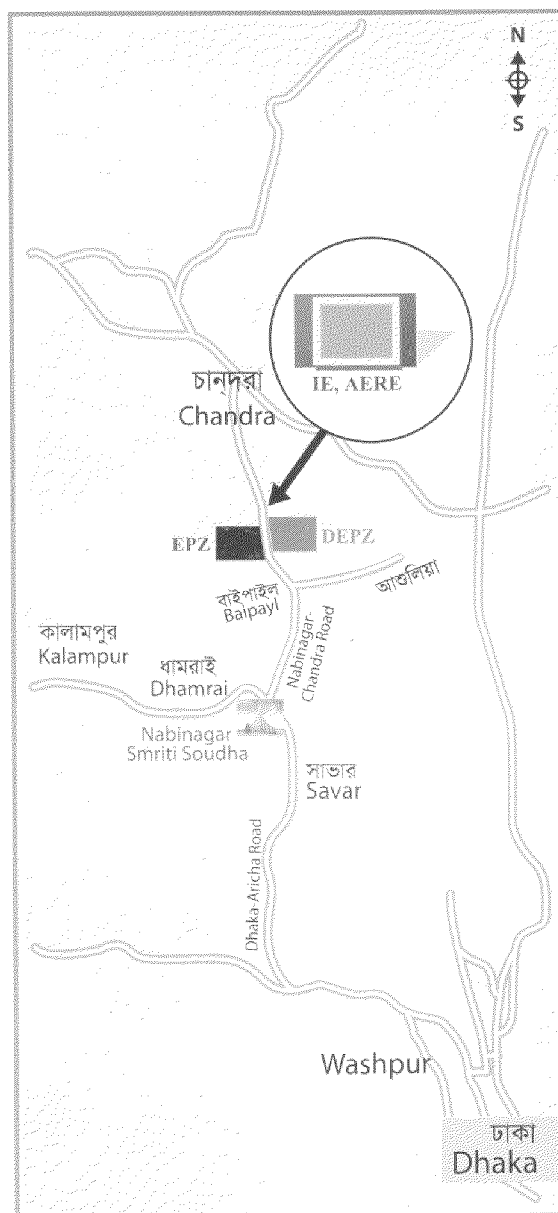 N
S
IE, AERE
চান্দরা
Chandra
EPZ
DEPZ
বাইপাইল
Baipayl
আশুলিয়া
Nabinagar-
Chandra Road
কালামপুর
Kalampur
ধামরাই
Dhamrai
Nabinagar
Smriti Soudha
সাভার
Savar
Dhaka-Aricha Road
Washpur
ঢাকা
Dhaka